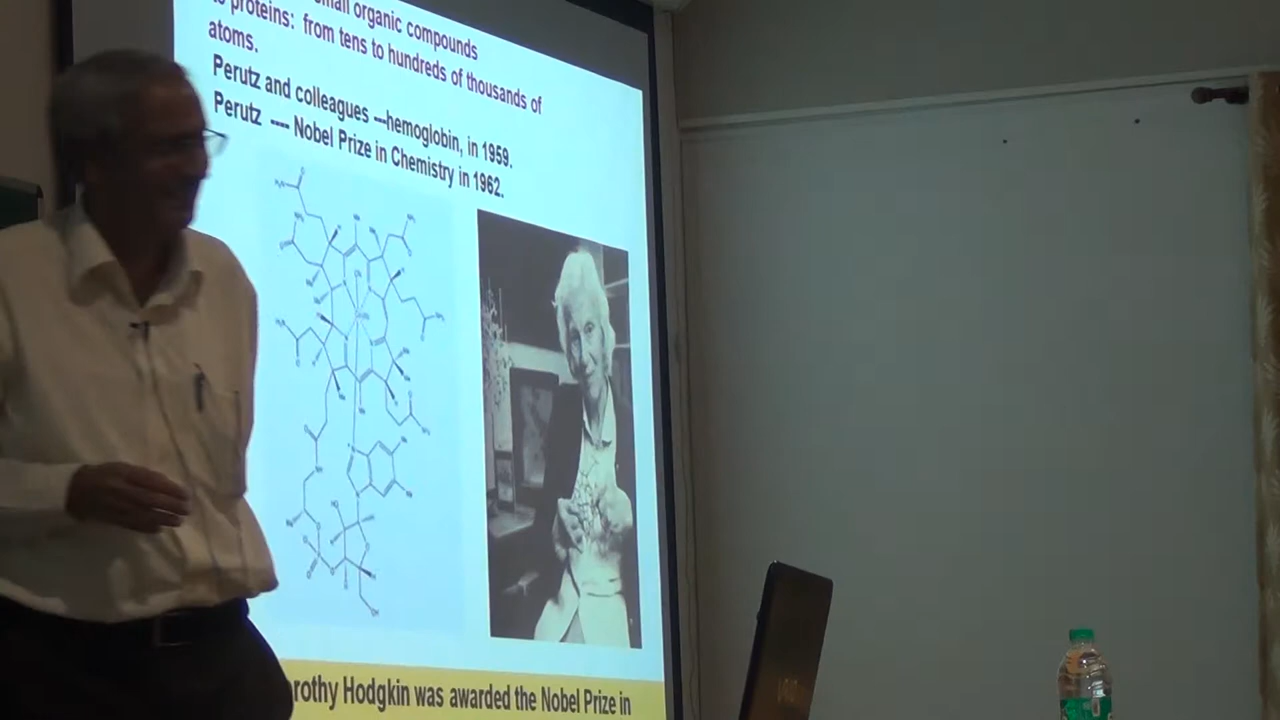 small organic compounds
to proteins: from tens to hundreds of thousands of
atoms.
Perutz and colleagues ---hemoglobin, in 1959.
Perutz ---- Nobel Prize in Chemistry in 1962.
rothy Hodgkin was awarded the Nobel Prize in